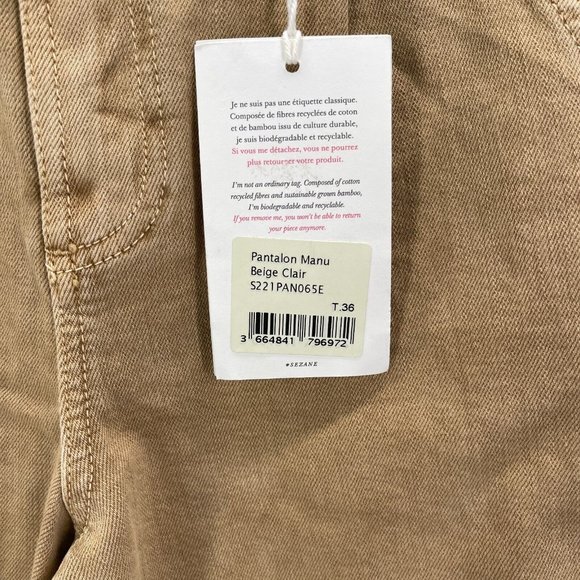 Je ne suis pas une étiquette classique.
Composée de fibres recyclées de coton
et de bambou issu de culture durable,
je suis biodégradable et recyclable.
Si vous me détachez, vous ne pourrez
plus retourner votre produit.
I'm not an ordinary tag. Composed of cotton
recycled fibres and sustainable grown bamboo,
I'm biodegradable and recyclable.
If you remove me, you won't be able to return
your piece anymore.
Pantalon Manu
Beige Clair
S221PAN065E
T.36
3 664841 796972
#SEZANE